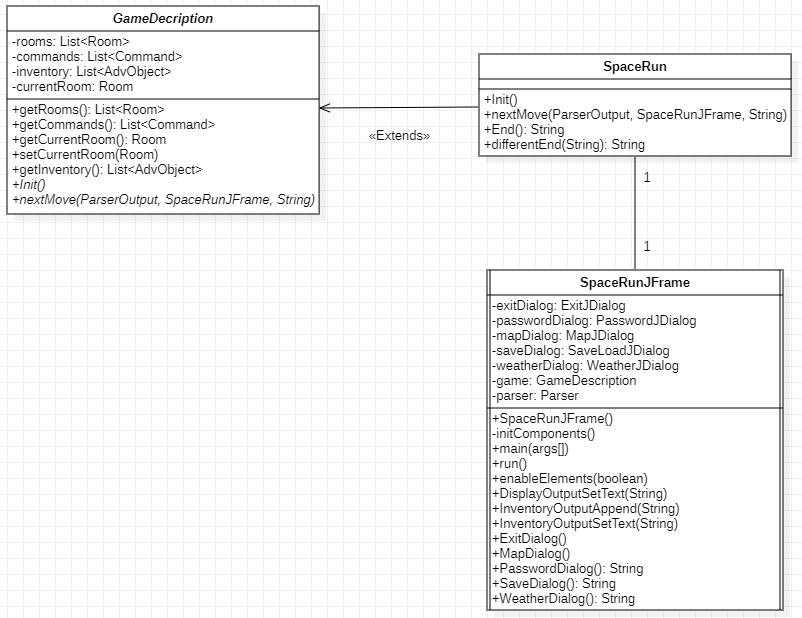 GameDecription
-rooms: List<Room>
-commands: List<Command>
-inventory: List<AdvObject>
-currentRoom: Room
+getRooms(): List<Room>
+getCommands(): List<Command>
+getCurrentRoom(): Room
+setCurrentRoom(Room)
+getInventory(): List<AdvObject>
+Init()
+nextMove(ParserOutput, SpaceRunJFrame, String)
«Extends»
SpaceRun
+Init()
+nextMove(ParserOutput, SpaceRunJFrame, String)
+End(): String
+differentEnd(String): String
1
1
SpaceRunJFrame
-exitDialog: ExitJDialog
-passwordDialog: PasswordJDialog
-mapDialog: MapJDialog
-saveDialog: SaveLoadJDialog
-weatherDialog: WeatherJDialog
-game: GameDescription
-parser: Parser
+SpaceRunJFrame()
-initComponents()
+main(args[])
+run()
+enableElements(boolean)
+DisplayOutputSetText(String)
+InventoryOutputAppend(String)
+InventoryOutputSetText(String)
+ExitDialog()
+MapDialog()
+PasswordDialog(): String
+SaveDialog(): String
+WeatherDialog(): String